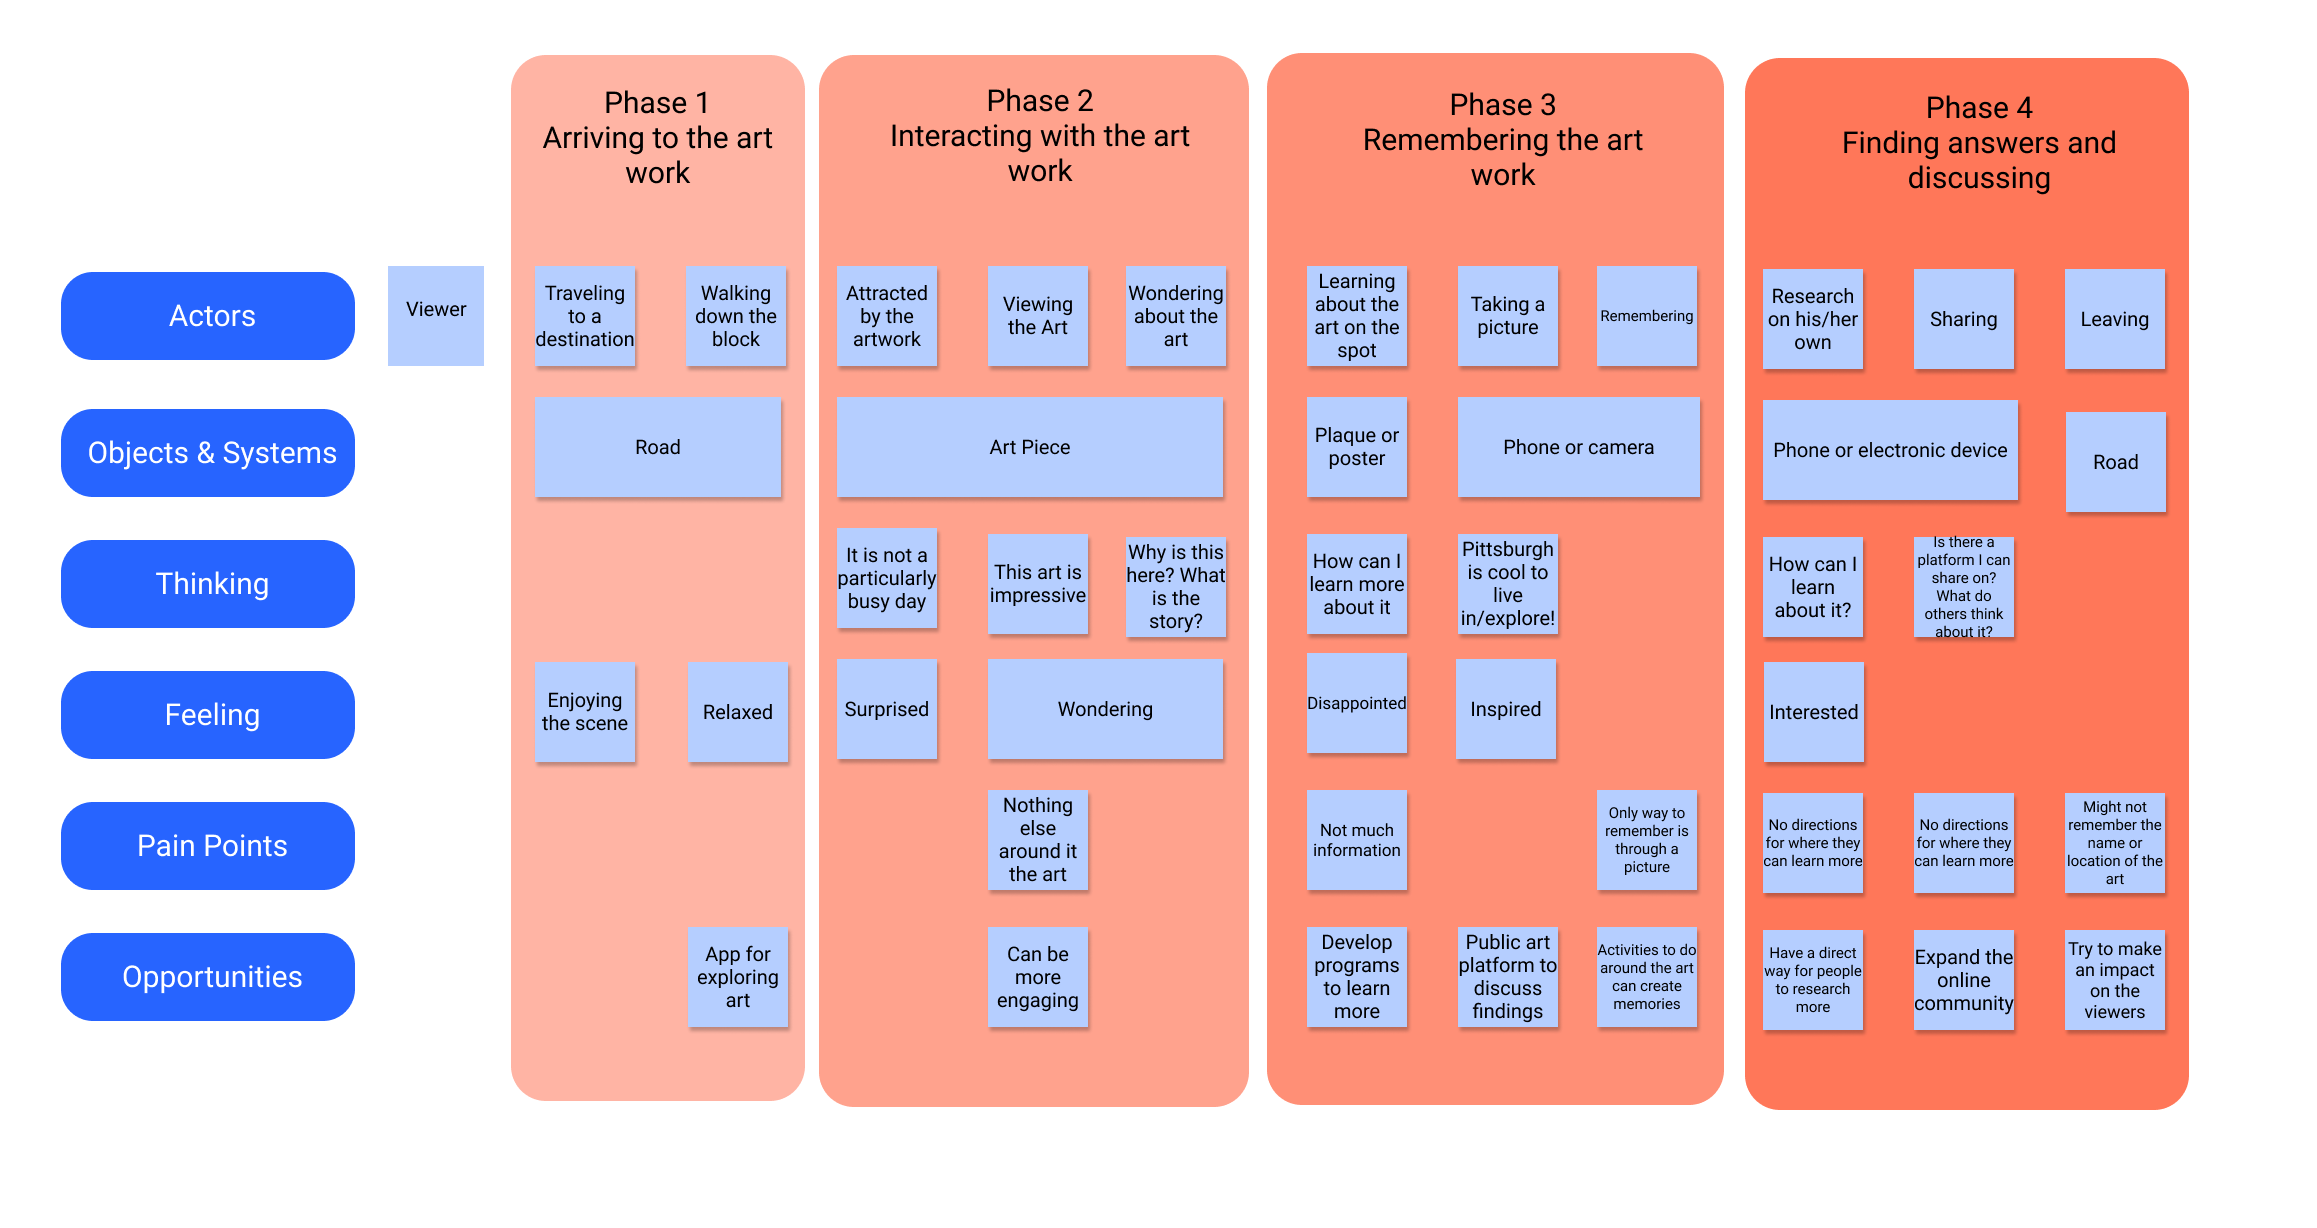 Phase 1
Arriving to the art
work
Phase 2
Interacting with the art
work
Phase 3
Remembering the art
work
Phase 4
Finding answers and
discussing
Actors
Viewer
Traveling
to a
destination
Walking
down the
block
Attracted
by the
artwork
Viewing
the Art
Wondering
about the
art
Learning
about the
art on the
spot
Taking a
picture
Remembering
Research
on his/her
own
Sharing
Leaving
Objects & Systems
Road
Art Piece
Plaque or
poster
Phone or camera
Phone or electronic device
Road
Thinking
It is not a
particularly
busy day
This art is
impressive
Why is this
here? What
is the
story?
How can I
learn more
about it
Pittsburgh
is cool to
live
in/explore!
How can I
learn
about it?
Is there a
platform I can
share on?
What do
others think
about it?
Feeling
Enjoying
the scene
Relaxed
Surprised
Wondering
Disappointed
Inspired
Interested
Pain Points
Nothing
else
around it
the art
Not much
information
Only way to
remember is
through a
picture
No directions
for where they
can learn more
No directions
for where they
can learn more
Might not
remember the
name or
location of the
art
Opportunities
App for
exploring
art
Can be
more
engaging
Develop
programs
to learn
more
Public art
platform to
discuss
findings
Activities to do
around the art
can create
memories
Have a direct
way for people
to research
more
Expand the
online
community
Try to make
an impact
on the
viewers